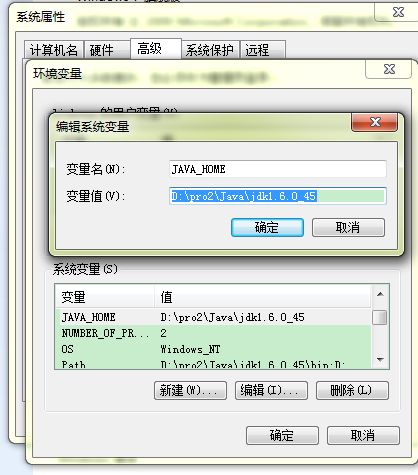 系统属性
计算机名 硬件 高级 系统保护 远程
环境变量
的用户变量(U)
编辑系统变量
变量名(N): JAVA_HOME
变量值(V): D:\pro2\Java\jdk1.6.0_45
确定 取消
系统变量(S)
变量 值
JAVA_HOME D:\pro2\Java\jdk1.6.0_45
NUMBER_OF_PR... 2
OS Windows_NT
Path D:\pro2\Java\jdk1.6.0_45\bin;D:
新建(W)... 编辑(I)... 删除(L)
确定 取消